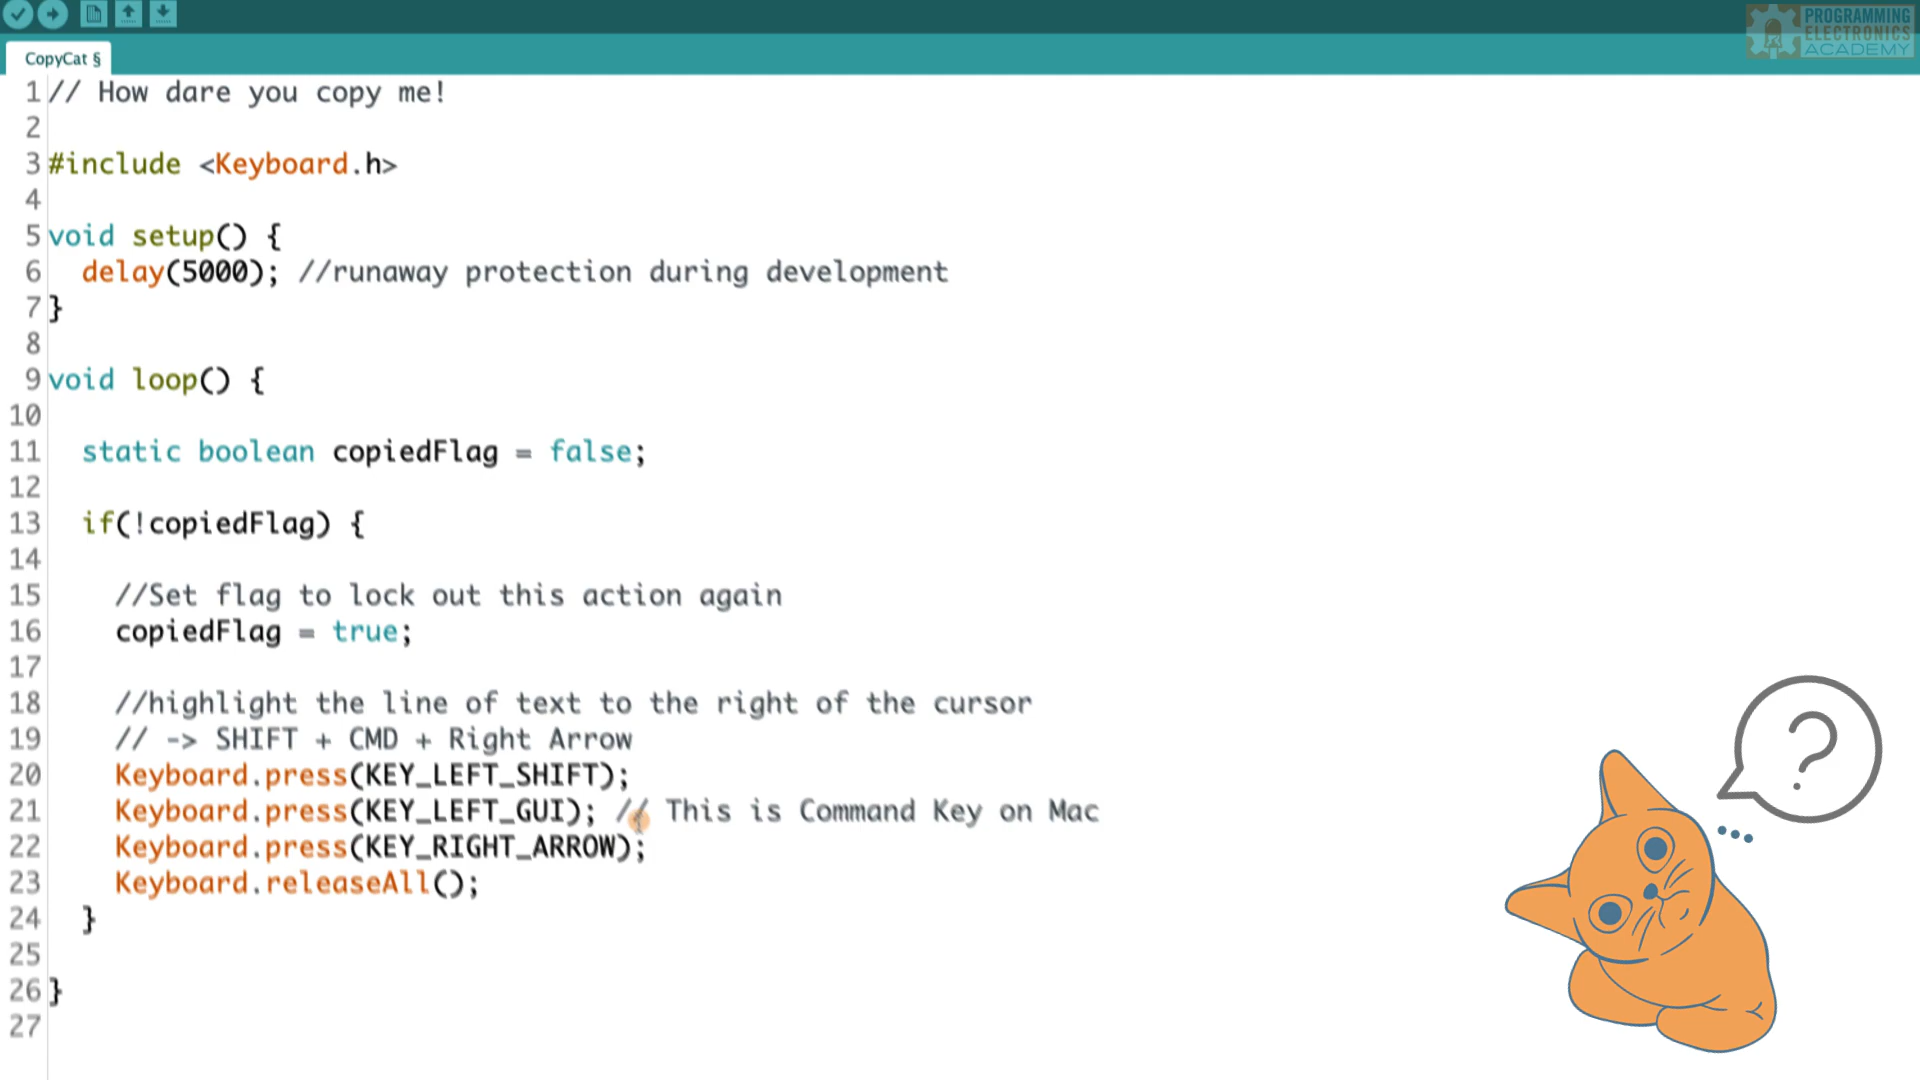 PROGRAMMING
ELECTRONICS
ACADEMY
CopyCat §
1 // How dare you copy me!
2
3 #include <Keyboard.h>
4
5 void setup() {
6 delay(5000); //runaway protection during development
7 }
8
9 void loop() {
10
11 static boolean copiedFlag = false;
12
13 if(!copiedFlag) {
14
15 //Set flag to lock out this action again
16 copiedFlag = true;
17
18 //highlight the line of text to the right of the cursor
19 // -> SHIFT + CMD + Right Arrow
20 Keyboard.press(KEY_LEFT_SHIFT);
21 Keyboard.press(KEY_LEFT_GUI); // This is Command Key on Mac
22 Keyboard.press(KEY_RIGHT_ARROW);
23 Keyboard.releaseAll();
24 }
25
26 }
27
?